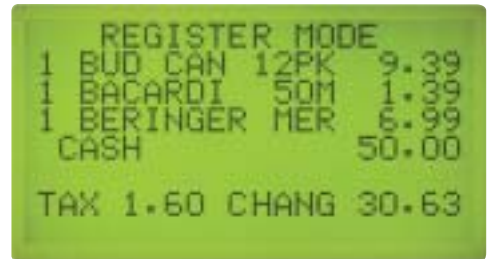 REGISTER MODE
1 BUD CAN 12PK 9.39
1 BACARDI 50M 1.39
1 BERINGER MER 6.99
CASH 50.00
TAX 1.60 CHANG 30.63